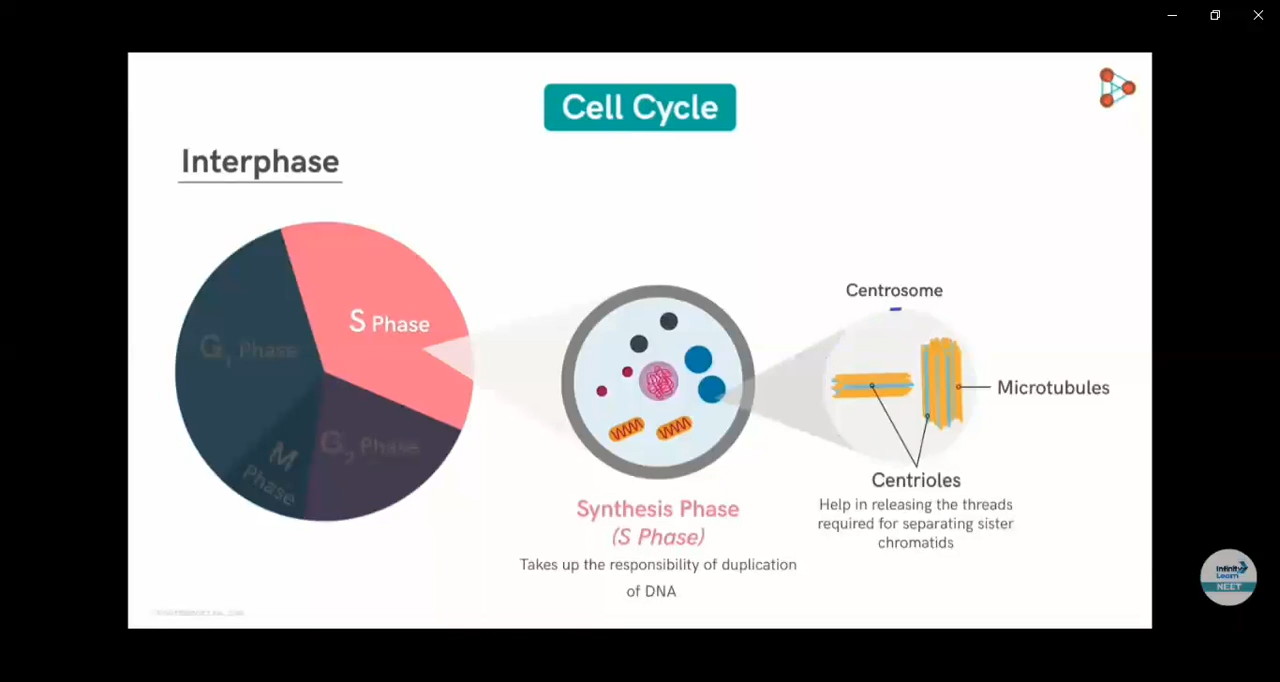 Cell Cycle
Interphase
S Phase
G1 Phase
M
Phase
G2 Phase
Centrosome
Microtubules
Centrioles
Help in releasing the threads
required for separating sister
chromatids
Synthesis Phase
(S Phase)
Takes up the responsibility of duplication
of DNA
Infinity
Learn
NEET